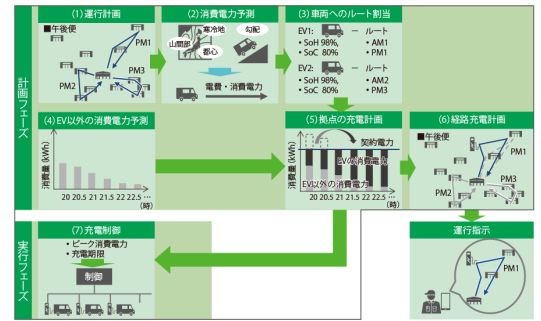 計画フェーズ
(1)運行計画
■午後便
PM1
PM2
PM3
(2)消費電力予測
寒冷地
勾配
山間部
都心
電費・消費電力
(3)車両へのルート割当
EV1: ー ルート
• SoH 98%, • AM1
• SoC 80% • PM1
EV2: ー ルート
• SoH 98%, • AM2
• SoC 80% • PM3
(4)EV以外の消費電力予測
消費量(kWh)
20 20.5 21 21.5 22 22.5 …
(時)
(5)拠点の充電計画
契約電力
EVの消費電力
EV以外の消費電力
消費量(kWh)
20 20.5 21 21.5 22 22.5 …
(時)
(6)経路充電計画
■午後便
PM1
PM3
PM2
実行フェーズ
(7)充電制御
• ピーク消費電力
• 充電期限
制御
運行指示
PM1